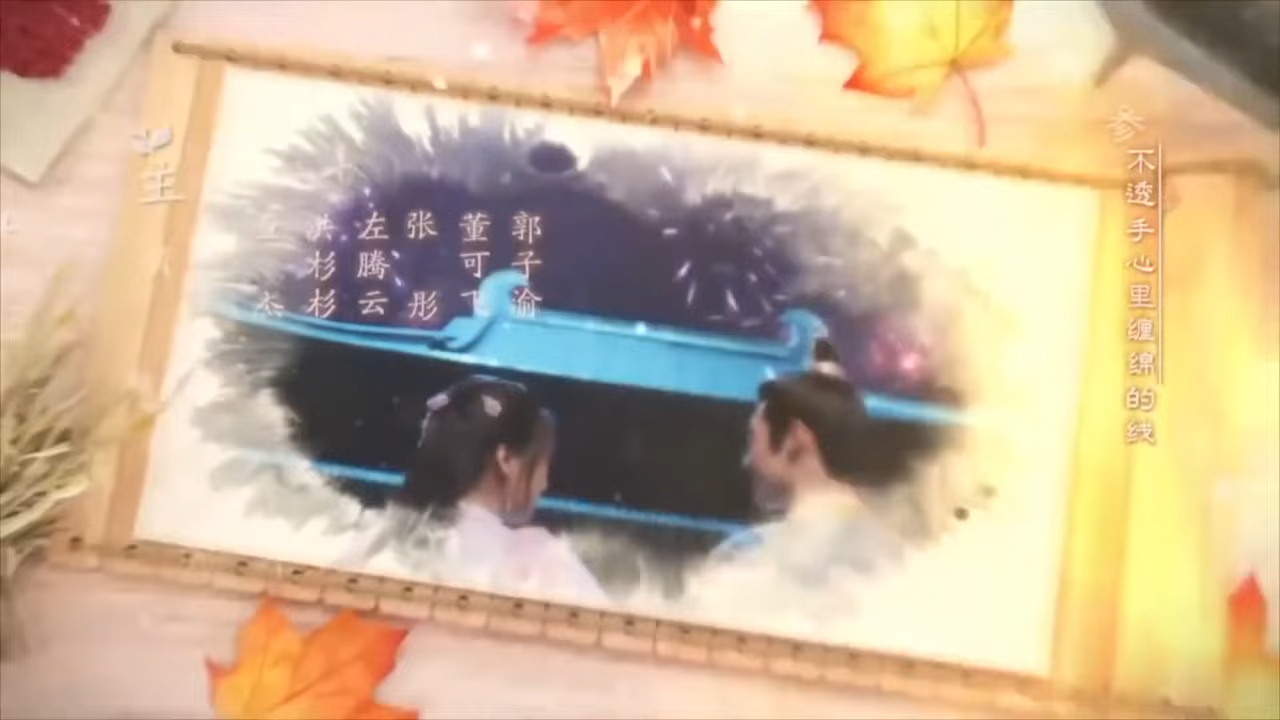 参不透手心里缠绵的线
郭子渝
董可飞
张彤
左腾云
洪杉杉
杰
主